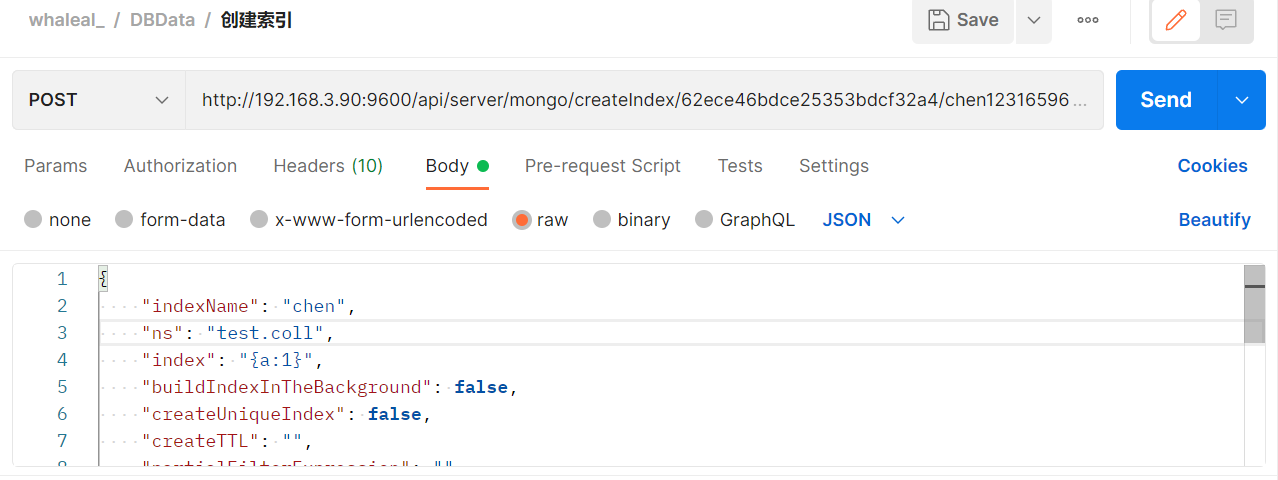 whaleal_ / DBData / 创建索引
Save
POST
http://192.168.3.90:9600/api/server/mongo/createIndex/62ece46bdce25353bdcf32a4/chen12316596...
Send
Params Authorization Headers (10) Body Pre-request Script Tests Settings Cookies
none form-data x-www-form-urlencoded raw binary GraphQL JSON Beautify
1 {
2 "indexName": "chen",
3 "ns": "test.coll",
4 "index": "{a:1}",
5 "buildIndexInTheBackground": false,
6 "createUniqueIndex": false,
7 "createTTL": "",
8 "partialFilterExpression": ""